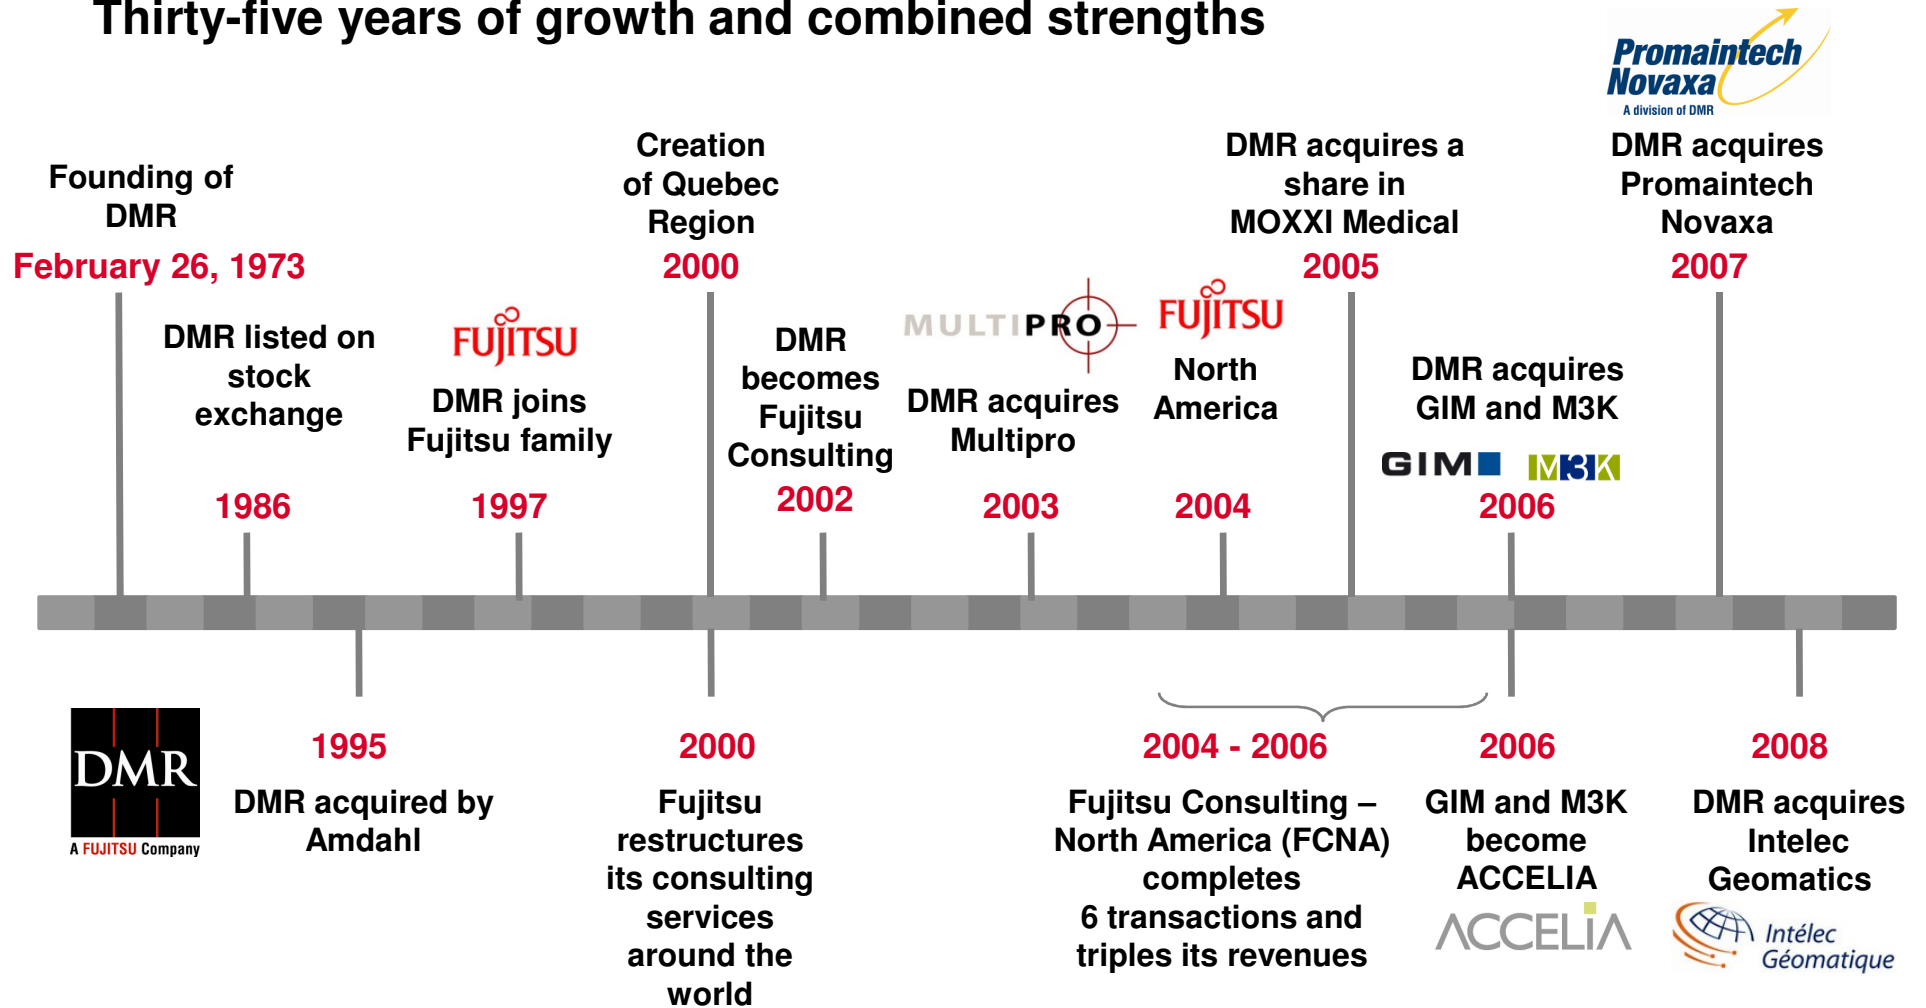 Thirty-five years of growth and combined strengths
Promaintech
Novaxa
A division of DMR
Founding of
DMR
February 26, 1973
Creation
of Quebec
Region
2000
DMR acquires a
share in
MOXXI Medical
2005
DMR acquires
Promaintech
Novaxa
2007
DMR listed on
stock
exchange
1986
FUJITSU
DMR joins
Fujitsu family
1997
DMR
becomes
Fujitsu
Consulting
2002
MULTIPRO
DMR acquires
Multipro
2003
FUJITSU
North
America
2004
DMR acquires
GIM and M3K
GIM M3K
2006
DMR
A FUJITSU Company
1995
DMR acquired by
Amdahl
2000
Fujitsu
restructures
its consulting
services
around the
world
2004 - 2006
Fujitsu Consulting –
North America (FCNA)
completes
6 transactions and
triples its revenues
2006
GIM and M3K
become
ACCELIA
ACCELiA
2008
DMR acquires
Intelec
Geomatics
Intélec
Géomatique